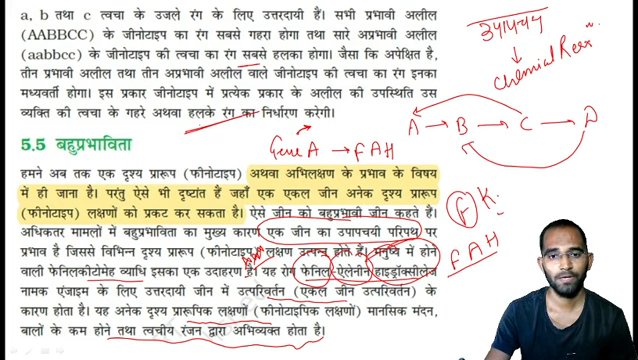 a, b तथा c त्वचा के उजले रंग के लिए उत्तरदायी हैं। सभी प्रभावी अलील
(AABBCC) के जीनोटाइप का रंग सबसे गहरा होगा तथा सारे अप्रभावी अलील
(aabbcc) के जीनोटाइप की त्वचा का रंग सबसे हलका होगा। जैसा कि अपेक्षित है,
तीन प्रभावी अलील तथा तीन अप्रभावी अलील वाले जीनोटाइप की त्वचा का रंग इनका
मध्यवर्ती होगा। इस प्रकार जीनोटाइप में प्रत्येक प्रकार के अलील की उपस्थिति उस
व्यक्ति की त्वचा के गहरे अथवा हलके रंग का निर्धारण करेगी।
Gene A → FAH
5.5 बहुप्रभाविता
हमने अब तक एक दृश्य प्रारूप (फीनोटाइप) अथवा अभिलक्षण के प्रभाव के विषय
में ही जाना है। परंतु ऐसे भी दृष्टांत हैं जहाँ एक एकल जीन अनेक दृश्य प्रारूप
(फीनोटाइप) लक्षणों को प्रकट कर सकता है। ऐसे जीन को बहुप्रभावी जीन कहते है।
अधिकतर मामलों में बहुप्रभाविता का मुख्य कारण एक जीन का उपापचयी परिपथ पर
प्रभाव है जिससे विभिन्न दृश्य प्रारूप (फीनोटाइप) लक्षण उत्पन्न होते हैं। मनुष्य में होने
वाली फेनिलकीटोमेह व्याधि इसका एक उदाहरण है। यह रोग फेनिल ऐलेनीन हाइड्रॉक्सीलेज
नामक एंजाइम के लिए उत्तरदायी जीन में उत्परिवर्तन (एकल जीन उत्परिवर्तन) के
कारण होता है। यह अनेक दृश्य प्रारूपिक लक्षणों (फीनोटाइपिक लक्षणों) मानसिक मंदन,
बालों के कम होने तथा त्वचीय रंजन द्वारा अभिव्यक्त होता है।
उपापचय
↓
Chemical Reaxn
A → B → C → D
F K
FAH